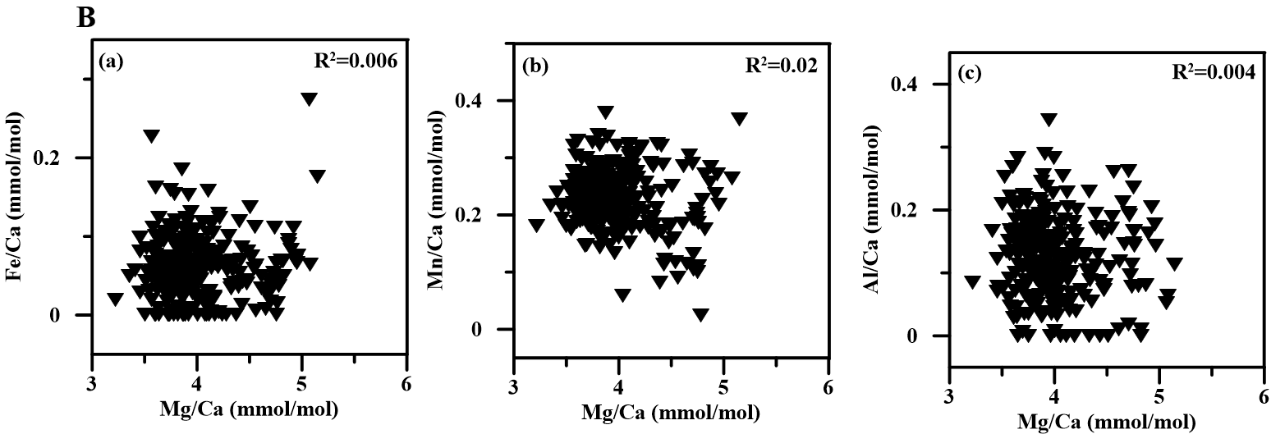 B
(a)
R²=0.006
Fe/Ca (mmol/mol)
0.2
0
3
4
5
6
Mg/Ca (mmol/mol)
(b)
R²=0.02
Mn/Ca (mmol/mol)
0.4
0.2
0
3
4
5
6
Mg/Ca (mmol/mol)
(c)
R²=0.004
Al/Ca (mmol/mol)
0.4
0.2
0
3
4
5
6
Mg/Ca (mmol/mol)